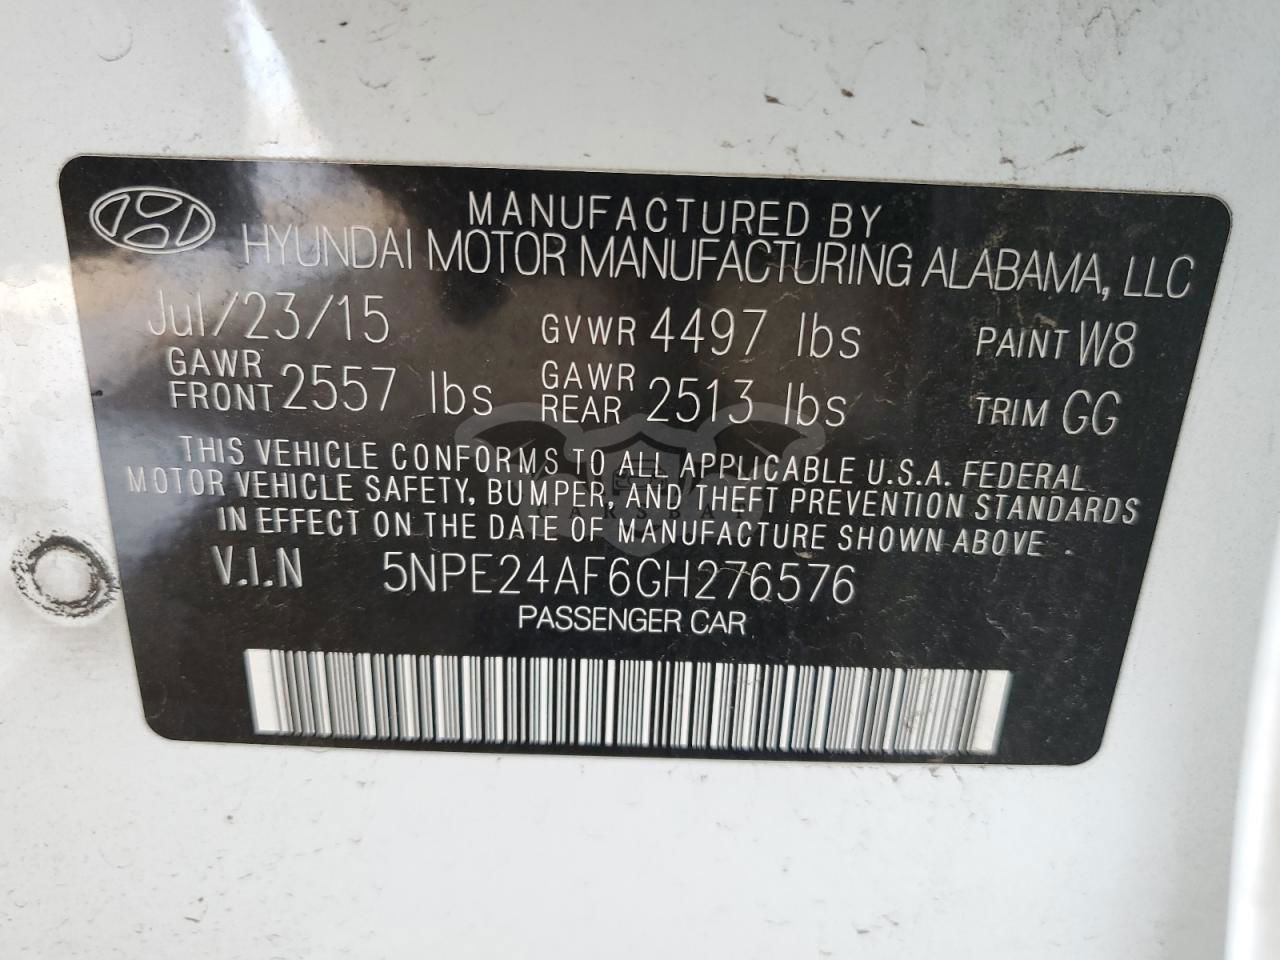 MANUFACTURED BY
HYUNDAI MOTOR MANUFACTURING ALABAMA, LLC
Jul/23/15 GVWR 4497 lbs PAINT W8
GAWR FRONT 2557 lbs GAWR REAR 2513 lbs TRIM GG
THIS VEHICLE CONFORMS TO ALL APPLICABLE U.S.A. FEDERAL
MOTOR VEHICLE SAFETY, BUMPER, AND THEFT PREVENTION STANDARDS
IN EFFECT ON THE DATE OF MANUFACTURE SHOWN ABOVE .
V.I.N 5NPE24AF6GH276576
PASSENGER CAR